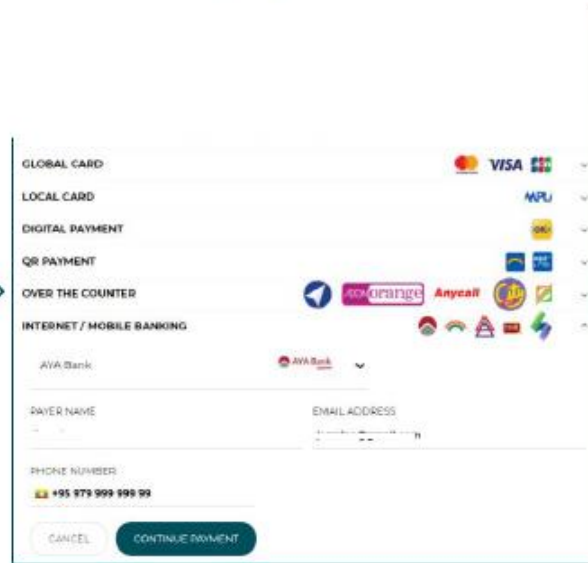 GLOBAL CARD
VISA
LOCAL CARD
MPU
DIGITAL PAYMENT
QR PAYMENT
OVER THE COUNTER
orange Anycall
INTERNET / MOBILE BANKING
AYA Bank AYA Bank
PAYER NAME EMAIL ADDRESS
PHONE NUMBER
+95 979 999 999 99
CANCEL CONTINUE PAYMENT